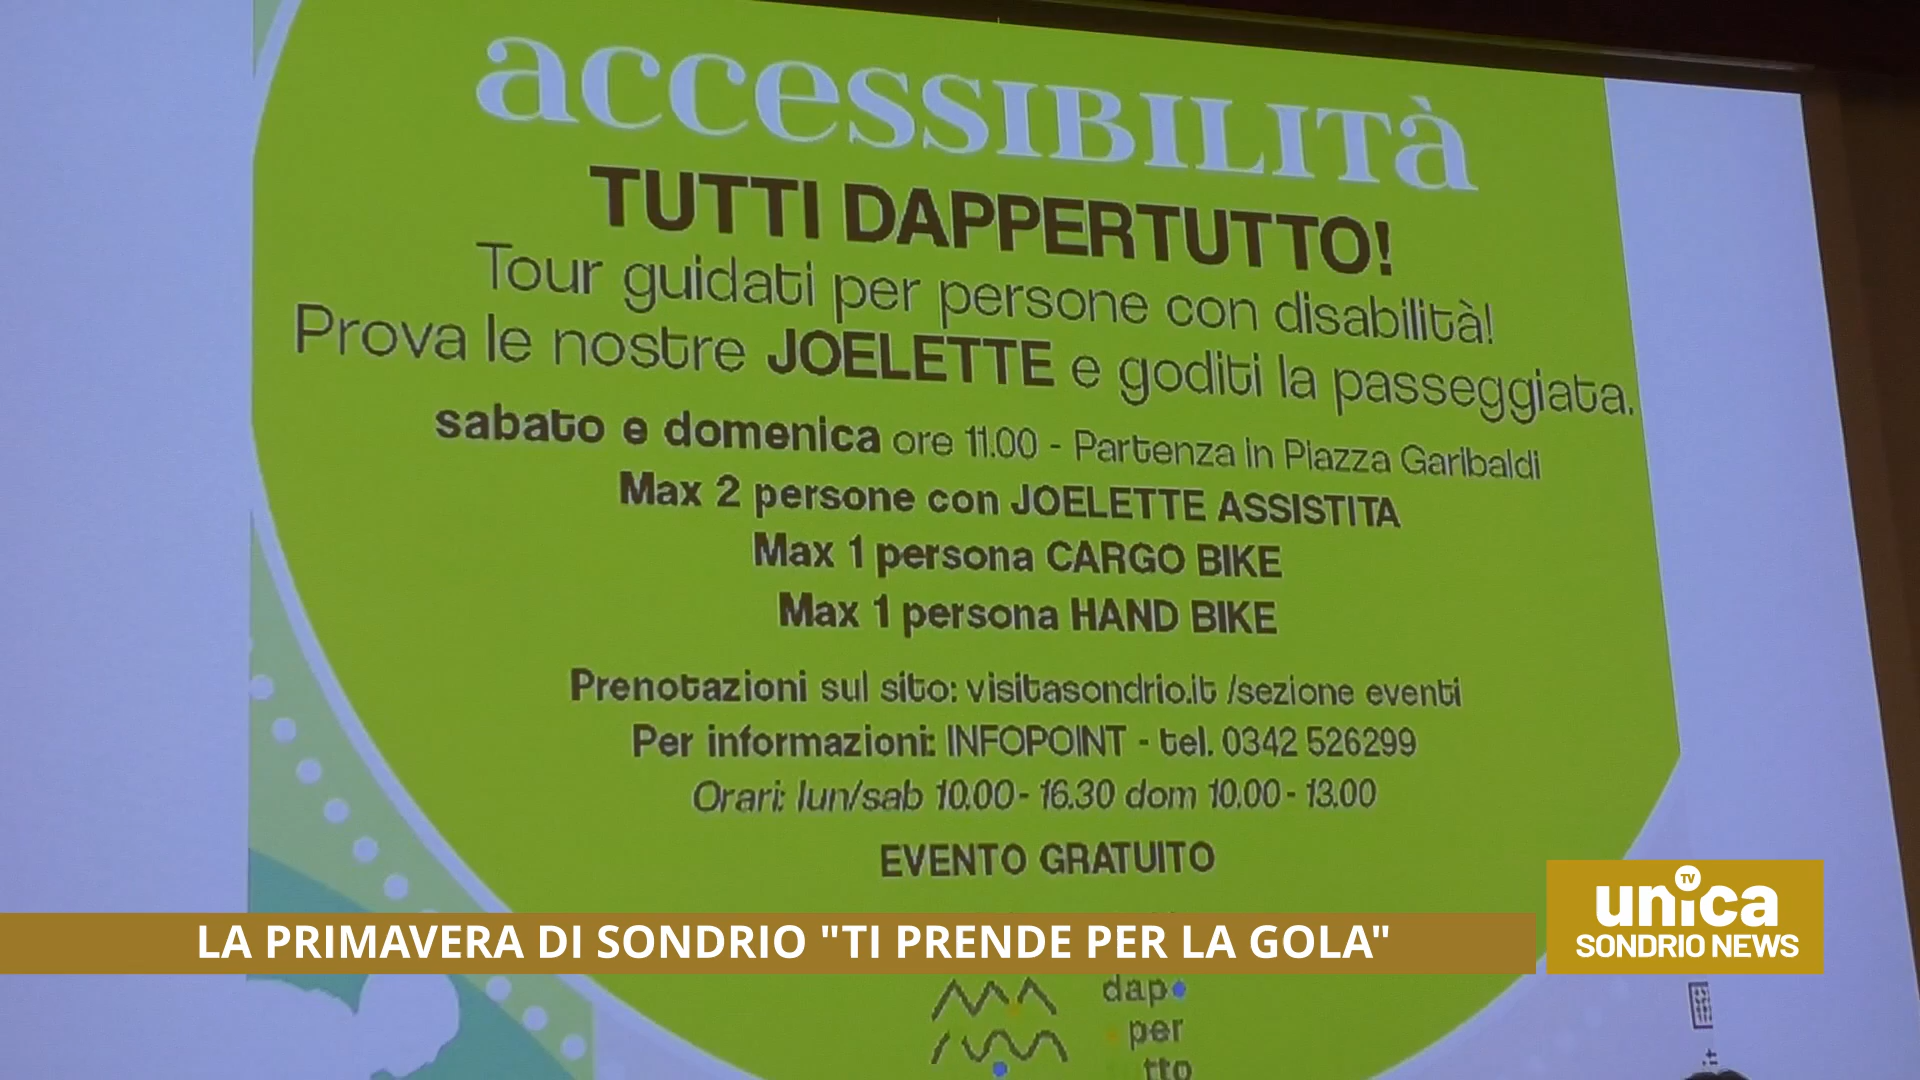 accessibilità
TUTTI DAPPERTUTTO!
Tour guidati per persone con disabilità!
Prova le nostre JOELETTE e goditi la passeggiata.
sabato e domenica ore 11.00 - Partenza in Piazza Garibaldi
Max 2 persone con JOELETTE ASSISTITA
Max 1 persona CARGO BIKE
Max 1 persona HAND BIKE
Prenotazioni sul sito: visitasondrio.it /sezione eventi
Per informazioni: INFOPOINT - tel. 0342 526299
Orari: lun/sab 10.00 - 16.30 dom 10.00 - 13.00
EVENTO GRATUITO
LA PRIMAVERA DI SONDRIO "TI PRENDE PER LA GOLA"
TV
unica
SONDRIO NEWS
dap
per
tto